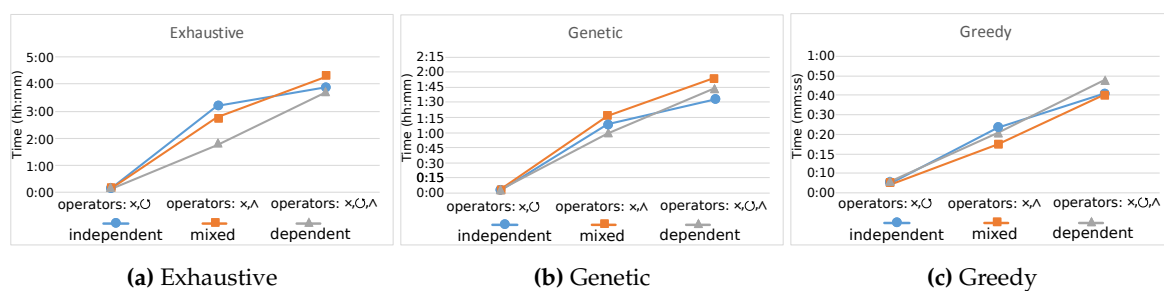 Exhaustive
Time (hh:mm)
5:00
4:00
3:00
2:00
1:00
0:00
operators: ×,↻ operators: ×,∧ operators: ×,↻,∧
independent mixed dependent
(a) Exhaustive
Genetic
Time (hh:mm)
2:15
2:00
1:45
1:30
1:15
1:00
0:45
0:30
0:15
0:00
operators: ×,↻ operators: ×,∧ operators: ×,↻,∧
independent mixed dependent
(b) Genetic
Greedy
Time (mm:ss)
1:00
0:50
0:40
0:30
0:20
0:15
0:10
0:00
operators: ×,↻ operators: ×,∧ operators: ×,↻,∧
independent mixed dependent
(c) Greedy